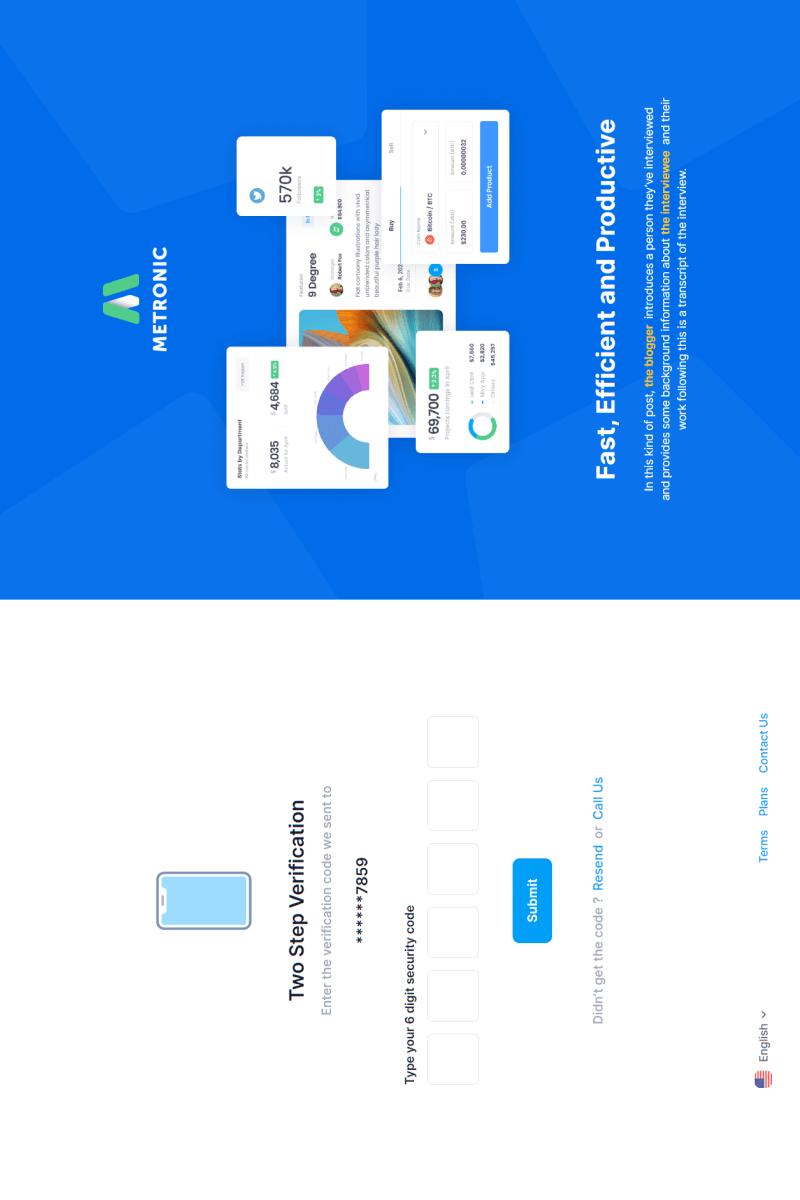 Two Step Verification
Enter the verification code we sent to
******7859
Type your 6 digit security code
Submit
Didn't get the code ? Resend or Call Us
English
Terms Plans Contact Us
METRONIC
Stats by Department
$ 8,035
Actual for April
$ 4,684 4.5%
GAP
Featured
9 Degree
Manager
Robert Fox
$64.800
Flat cartoony illustrations with vivid
unblended colors and asymmetrical
beautiful purple hair lady
Feb 6, 202
Due Date
570k
Followers
3%
$ 69,700 2.2%
Projects Earnings in April
Leaf CRM $7,660
Mivy App $2,820
Others $45,257
Buy Sell
Coin Name
Bitcoin / BTC
Amount (USD)
$230.00
Amount (BTC)
0,00000032
Add Product
Fast, Efficient and Productive
In this kind of post, the blogger introduces a person they've interviewed
and provides some background information about the interviewee and their
work following this is a transcript of the interview.